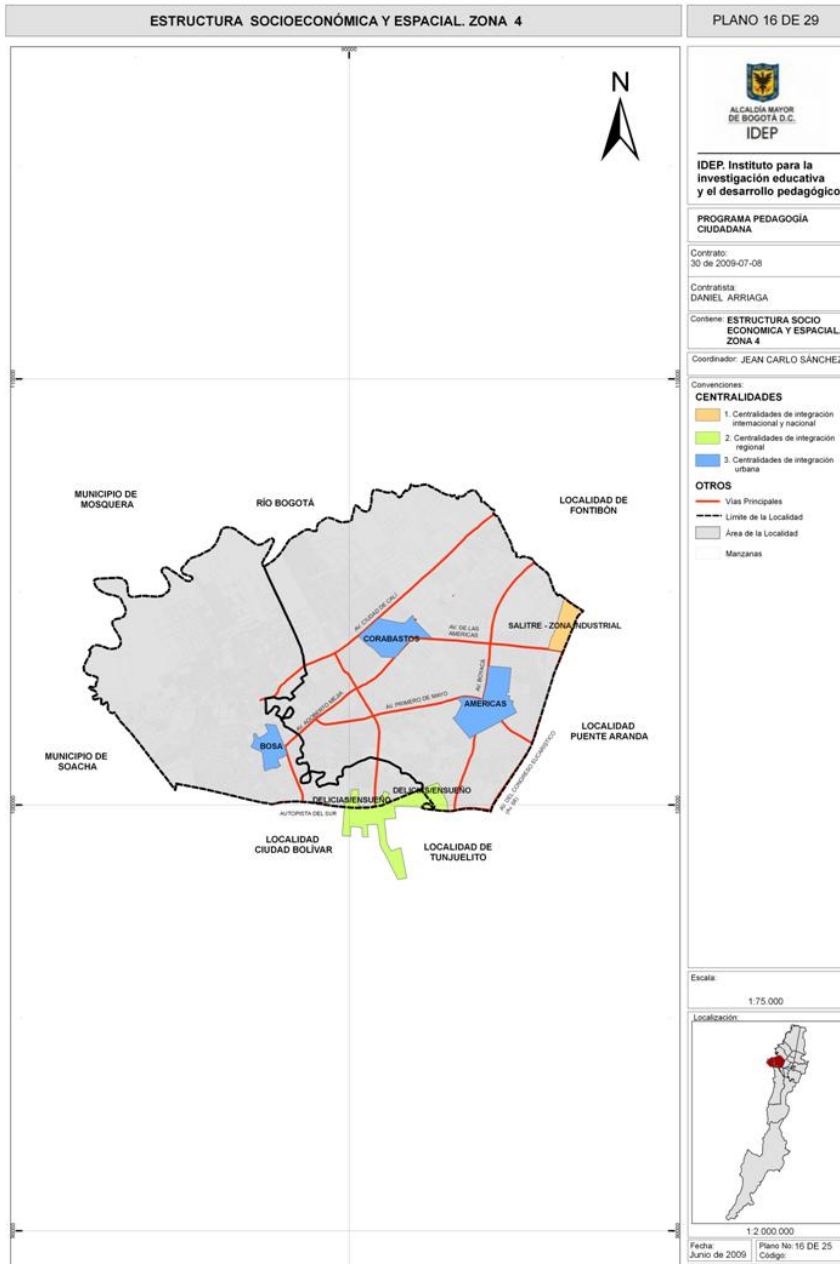 ESTRUCTURA SOCIOECONÓMICA Y ESPACIAL. ZONA 4
PLANO 16 DE 29
N
ALCALDÍA MAYOR
DE BOGOTÁ D.C.
IDEP
IDEP. Instituto para la
investigación educativa
y el desarrollo pedagógico
PROGRAMA PEDAGOGÍA
CIUDADANA
Contrato:
30 de 2009-07-08
Contratista:
DANIEL ARRIAGA
Contiene: ESTRUCTURA SOCIO
ECONOMICA Y ESPACIAL.
ZONA 4
Coordinador: JEAN CARLO SÁNCHEZ
Convenciones:
CENTRALIDADES
1. Centralidades de integración
internacional y nacional
2. Centralidades de integración
regional
3. Centralidades de integración
urbana
OTROS
Vias Principales
Límite de la Localidad
Área de la Localidad
Manzanas
MUNICIPIO DE
MOSQUERA
RÍO BOGOTÁ
LOCALIDAD DE
FONTIBÓN
AV. CIUDAD DE CALI
CORABASTOS
AV. DE LAS
AMERICAS
SALITRE - ZONA INDUSTRIAL
AV. BOYACÁ
AV. PRIMERO DE MAYO
AMERICAS
BOSA
LOCALIDAD
PUENTE ARANDA
MUNICIPIO DE
SOACHA
DELICIAS/ENSUEÑO
DELICIAS/ENSUEÑO
AUTOPISTA DEL SUR
AV. DEL CONGRESO EUCARISTICO
LOCALIDAD
CIUDAD BOLÍVAR
LOCALIDAD DE
TUNJUELITO
Escala:
1:75.000
Localización:
1:2.000.000
Fecha:
Junio de 2009
Plano No: 16 DE 25
Código: